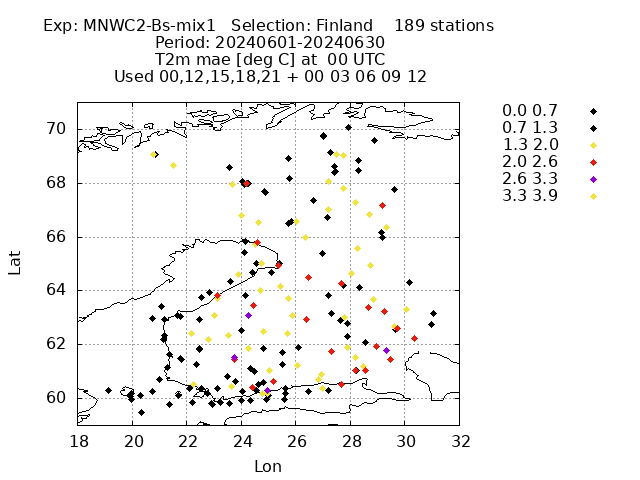 Exp: MNWC2-Bs-mix1   Selection: Finland    189 stations
Period: 20240601-20240630
T2m mae [deg C] at  00 UTC
Used 00,12,15,18,21 + 00 03 06 09 12
0.0 0.7
0.7 1.3
1.3 2.0
2.0 2.6
2.6 3.3
3.3 3.9
70
68
66
64
62
60
Lat
18 20 22 24 26 28 30 32
Lon